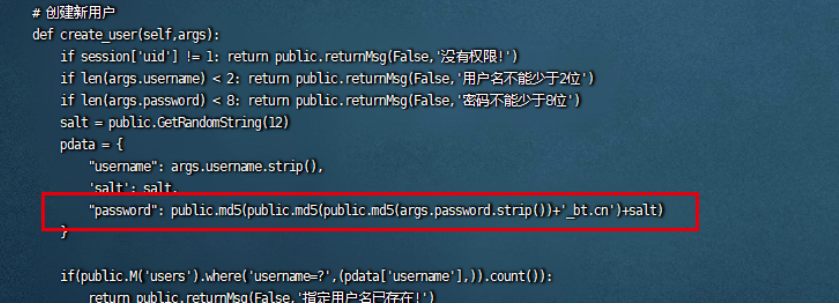 # 创建新用户
def create_user(self,args):
if session['uid'] != 1: return public.returnMsg(False,'没有权限!')
if len(args.username) < 2: return public.returnMsg(False,'用户名不能少于2位')
if len(args.password) < 8: return public.returnMsg(False,'密码不能少于8位')
salt = public.GetRandomString(12)
pdata = {
"username": args.username.strip(),
'salt': salt,
"password": public.md5(public.md5(public.md5(args.password.strip())+'_bt.cn')+salt)
}
if(public.M('users').where('username=?',(pdata['username'],)).count()):
return public.returnMsg(False,'指定用户名已存在!')